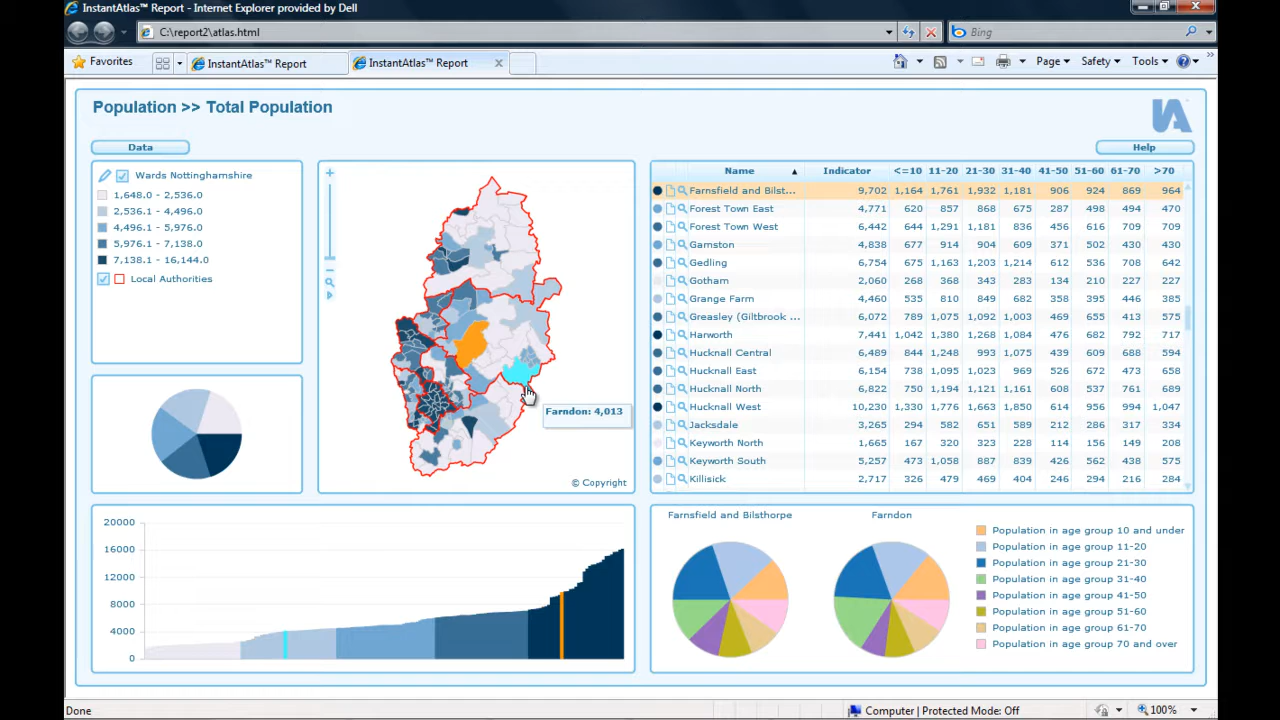 InstantAtlas™ Report - Internet Explorer provided by Dell
C:\report2\atlas.html
Bing
Favorites
InstantAtlas™ Report
InstantAtlas™ Report
Page
Safety
Tools
Population >> Total Population
IA
Data
Help
Wards Nottinghamshire
1,648.0 - 2,536.0
2,536.1 - 4,496.0
4,496.1 - 5,976.0
5,976.1 - 7,138.0
7,138.1 - 16,144.0
Local Authorities
Farndon: 4,013
© Copyright
Name Indicator <=10 11-20 21-30 31-40 41-50 51-60 61-70 >70
Farnsfield and Bilst... 9,702 1,164 1,761 1,932 1,181 906 924 869 964
Forest Town East 4,771 620 857 868 675 287 498 494 470
Forest Town West 6,442 644 1,291 1,181 836 456 616 709 709
Gamston 4,838 677 914 904 609 371 502 430 430
Gedling 6,754 675 1,163 1,203 1,214 612 536 708 642
Gotham 2,060 268 368 343 283 134 210 227 227
Grange Farm 4,460 535 810 849 682 358 395 446 385
Greasley (Giltbrook ... 6,072 789 1,075 1,092 1,003 469 655 413 575
Harworth 7,441 1,042 1,380 1,268 1,084 476 682 792 717
Hucknall Central 6,489 844 1,248 993 1,075 439 609 688 594
Hucknall East 6,154 738 1,095 1,023 969 526 672 473 658
Hucknall North 6,822 750 1,194 1,121 1,161 608 537 761 689
Hucknall West 10,230 1,330 1,776 1,663 1,850 614 956 994 1,047
Jacksdale 3,265 294 582 651 589 212 286 317 334
Keyworth North 1,665 167 320 323 228 114 156 149 208
Keyworth South 5,257 473 1,058 887 839 426 562 438 575
Killisick 2,717 326 479 469 404 246 294 216 284
20000
16000
12000
8000
4000
0
Farnsfield and Bilsthorpe
Farndon
Population in age group 10 and under
Population in age group 11-20
Population in age group 21-30
Population in age group 31-40
Population in age group 41-50
Population in age group 51-60
Population in age group 61-70
Population in age group 70 and over
Done
Computer | Protected Mode: Off
100%